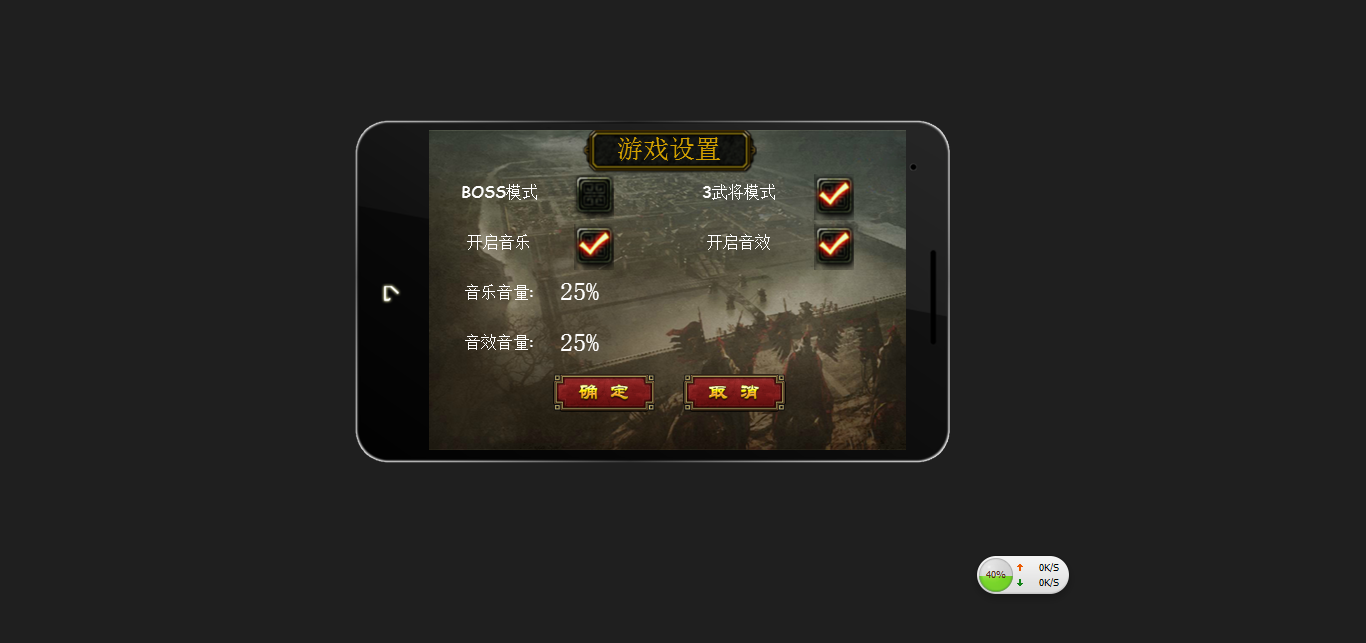 游戏设置
BOSS模式 3武将模式
开启音乐 开启音效
音乐音量: 25%
音效音量: 25%
确定 取消
40% 0K/S
0K/S